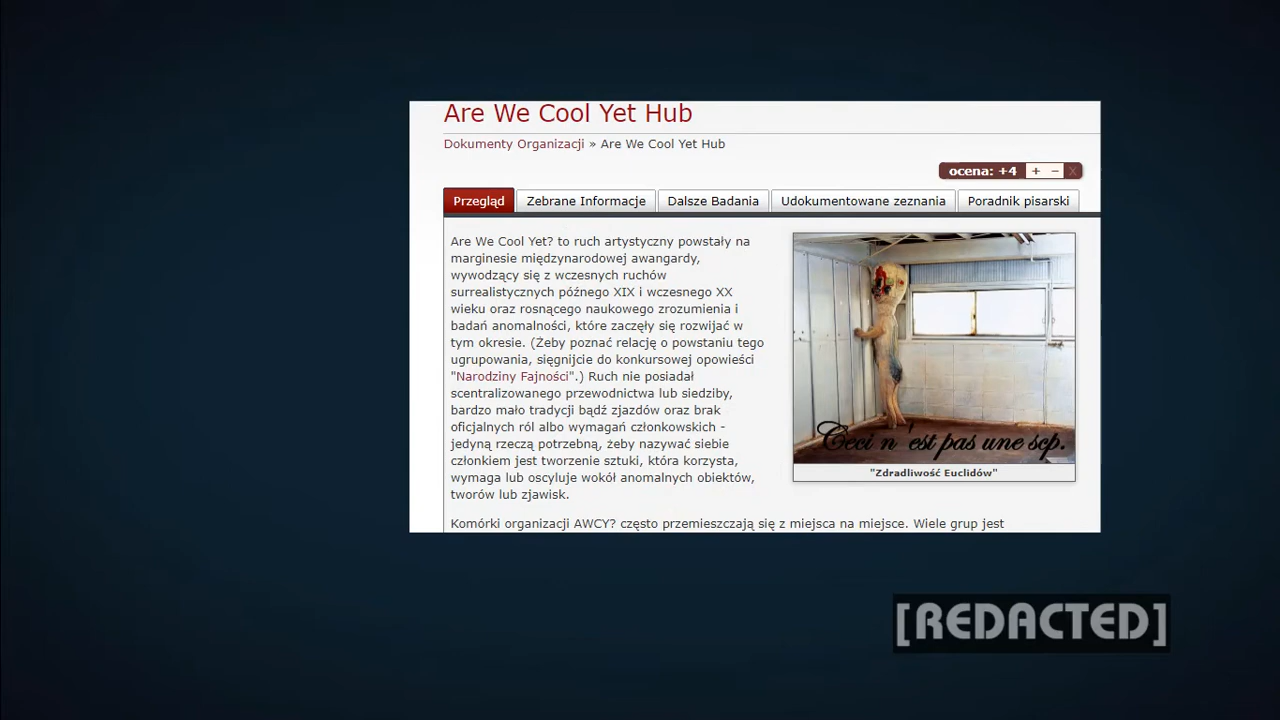 Are We Cool Yet Hub
Dokumenty Organizacji » Are We Cool Yet Hub
ocena: +4 + − X
Przegląd Zebrane Informacje Dalsze Badania Udokumentowane zeznania Poradnik pisarski
Are We Cool Yet? to ruch artystyczny powstały na
marginesie międzynarodowej awangardy,
wywodzący się z wczesnych ruchów
surrealistycznych późnego XIX i wczesnego XX
wieku oraz rosnącego naukowego zrozumienia i
badań anomalności, które zaczęły się rozwijać w
tym okresie. (Żeby poznać relację o powstaniu tego
ugrupowania, sięgnijcie do konkursowej opowieści
"Narodziny Fajności".) Ruch nie posiadał
scentralizowanego przewodnictwa lub siedziby,
bardzo mało tradycji bądź zjazdów oraz brak
oficjalnych ról albo wymagań członkowskich -
jedyną rzeczą potrzebną, żeby nazywać siebie
członkiem jest tworzenie sztuki, która korzysta,
wymaga lub oscyluje wokół anomalnych obiektów,
tworów lub zjawisk.
Ceci n'est pas une scp.
"Zdradliwość Euclidów"
Komórki organizacji AWCY? często przemieszczają się z miejsca na miejsce. Wiele grup jest
[REDACTED]